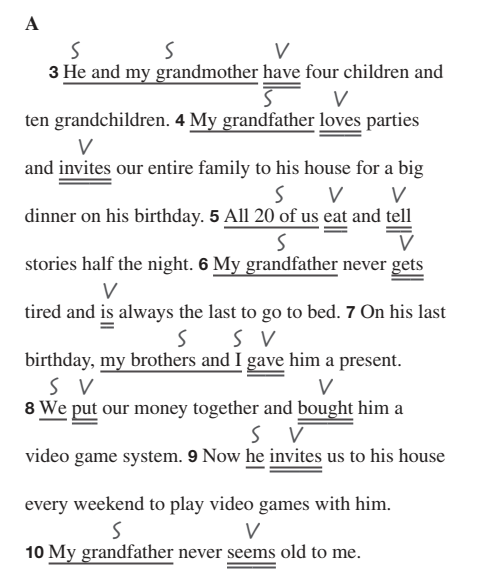 A
S S V
3 He and my grandmother have four children and
S V
ten grandchildren. 4 My grandfather loves parties
V
and invites our entire family to his house for a big
S V V
dinner on his birthday. 5 All 20 of us eat and tell
S V
stories half the night. 6 My grandfather never gets
V
tired and is always the last to go to bed. 7 On his last
S S V
birthday, my brothers and I gave him a present.
S V V
8 We put our money together and bought him a
S V
video game system. 9 Now he invites us to his house
every weekend to play video games with him.
S V
10 My grandfather never seems old to me.